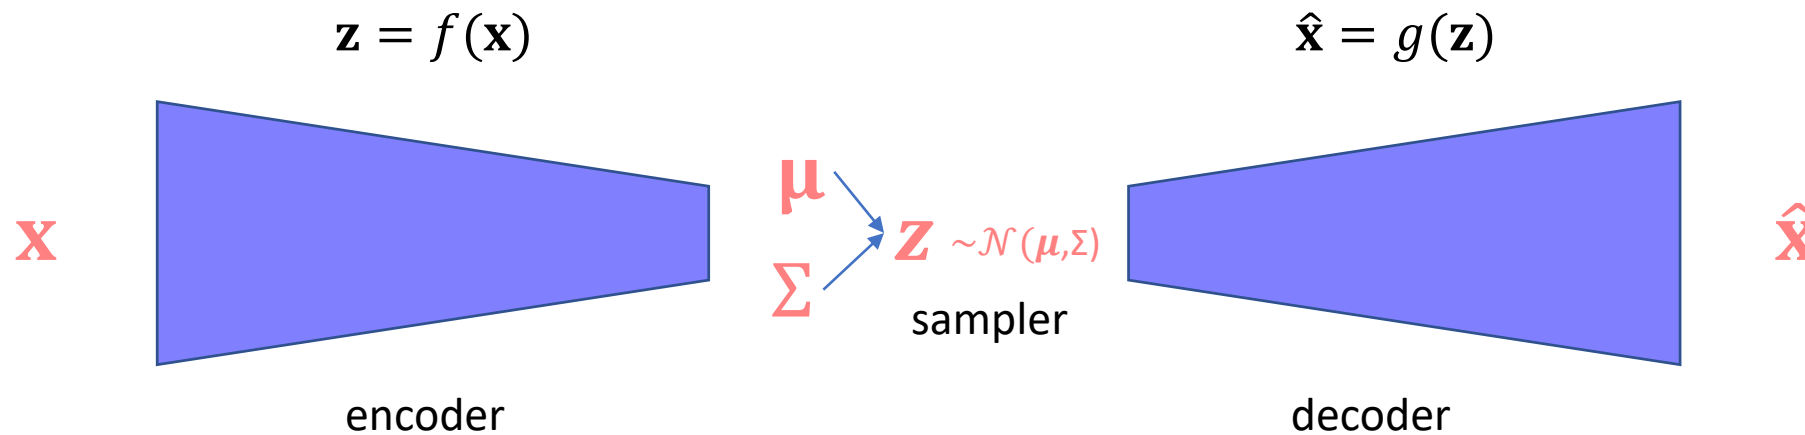 𝐳 = 𝑓(𝐱)
𝐱̂ = 𝑔(𝐳)
𝐱
𝛍
Σ
𝒛 ~𝒩(𝝁,Σ)
sampler
𝐱̂
encoder
decoder